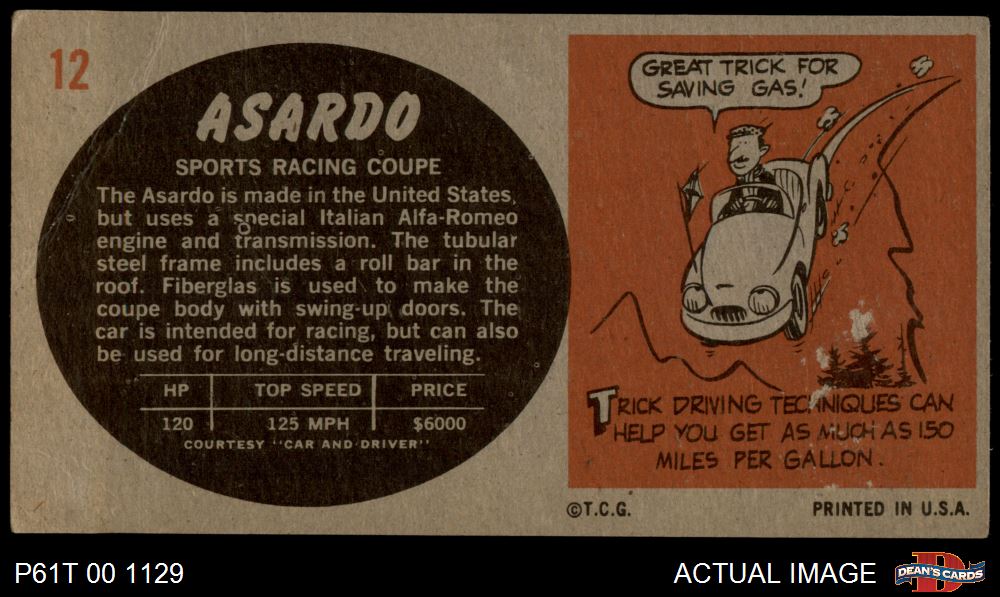 12
ASARDO
SPORTS RACING COUPE
The Asardo is made in the United States,
but uses a special Italian Alfa-Romeo
engine and transmission. The tubular
steel frame includes a roll bar in the
roof. Fiberglas is used to make the
coupe body with swing-up doors. The
car is intended for racing, but can also
be used for long-distance traveling.
HP TOP SPEED PRICE
120 125 MPH $6000
COURTESY "CAR AND DRIVER"
GREAT TRICK FOR
SAVING GAS!
TRICK DRIVING TECHNIQUES CAN
HELP YOU GET AS MUCH AS 150
MILES PER GALLON.
©T.C.G. PRINTED IN U.S.A.
P61T 00 1129 ACTUAL IMAGE DEAN'S CARDS